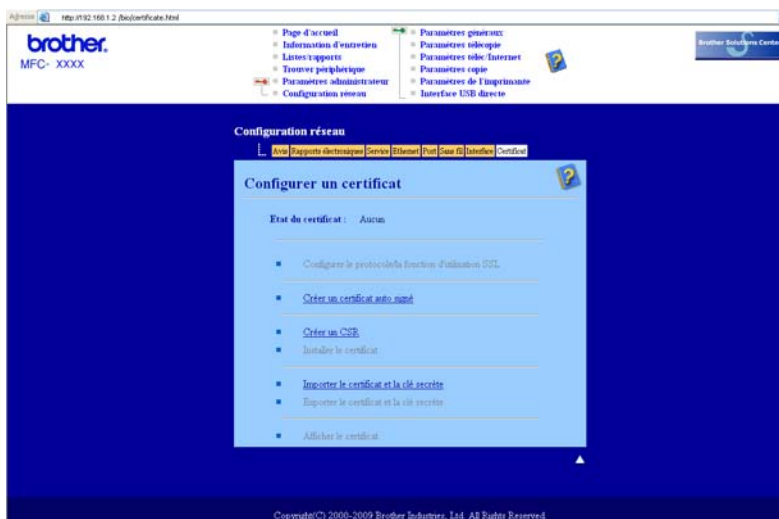 Adresse http://192.168.1.2 /bio/certificate.html
brother.
MFC- XXXX
Page d'accueil
Information d'entretien
Listes/rapports
Trouver périphérique
Paramètres administrateur
Configuration réseau
Paramètres généraux
Paramètres télécopie
Paramètres téléc/Internet
Paramètres copie
Paramètres de l'imprimante
Interface USB directe
Brother Solutions Cente
Configuration réseau
Avis Rapports électroniques Service Ethernet Port Sans fil Interface Certificat
Configurer un certificat
Etat du certificat : Aucun
Configurer le protocole/la fonction d'utilisation SSL
Créer un certificat auto signé
Créer un CSR
Installer le certificat
Importer le certificat et la clé secrète
Exporter le certificat et la clé secrète
Afficher le certificat
Copyright(C) 2000-2009 Brother Industries, Ltd. All Rights Reserved